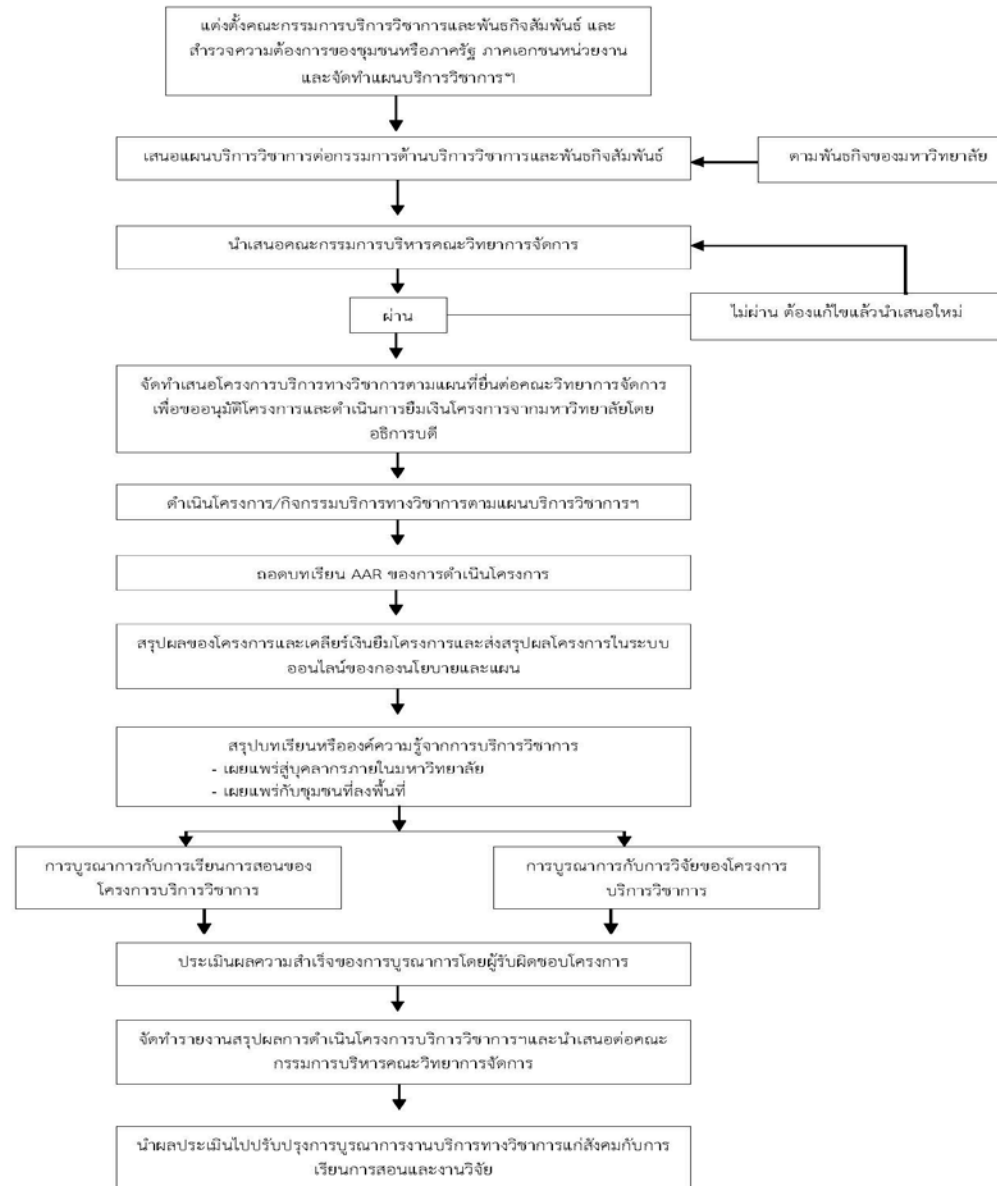 แต่งตั้งคณะกรรมการบริการวิชาการและพันธกิจสัมพันธ์ และ
สำรวจความต้องการของชุมชนหรือภาครัฐ ภาคเอกชนหน่วยงาน
และจัดทำแผนบริการวิชาการฯ
เสนอแผนบริการวิชาการต่อกรรมการด้านบริการวิชาการและพันธกิจสัมพันธ์
ตามพันธกิจของมหาวิทยาลัย
นำเสนอคณะกรรมการบริหารคณะวิทยาการจัดการ
ผ่าน
ไม่ผ่าน ต้องแก้ไขแล้วนำเสนอใหม่
จัดทำเสนอโครงการบริการทางวิชาการตามแผนที่ยื่นต่อคณะวิทยาการจัดการ
เพื่อขออนุมัติโครงการและดำเนินการยืมเงินโครงการจากมหาวิทยาลัยโดย
อธิการบดี
ดำเนินโครงการ/กิจกรรมบริการทางวิชาการตามแผนบริการวิชาการฯ
ถอดบทเรียน AAR ของการดำเนินโครงการ
สรุปผลของโครงการและเคลียร์เงินยืมโครงการและส่งสรุปผลโครงการในระบบ
ออนไลน์ของกองนโยบายและแผน
สรุปบทเรียนหรือองค์ความรู้จากการบริการวิชาการ
- เผยแพร่สู่บุคลากรภายในมหาวิทยาลัย
- เผยแพร่กับชุมชนที่ลงพื้นที่
การบูรณาการกับการเรียนการสอนของ
โครงการบริการวิชาการ
การบูรณาการกับการวิจัยของโครงการ
บริการวิชาการ
ประเมินผลความสำเร็จของการบูรณาการโดยผู้รับผิดชอบโครงการ
จัดทำรายงานสรุปผลการดำเนินโครงการบริการวิชาการฯและนำเสนอต่อคณะ
กรรมการบริหารคณะวิทยาการจัดการ
นำผลประเมินไปปรับปรุงการบูรณาการงานบริการทางวิชาการแก่สังคมกับการ
เรียนการสอนและงานวิจัย